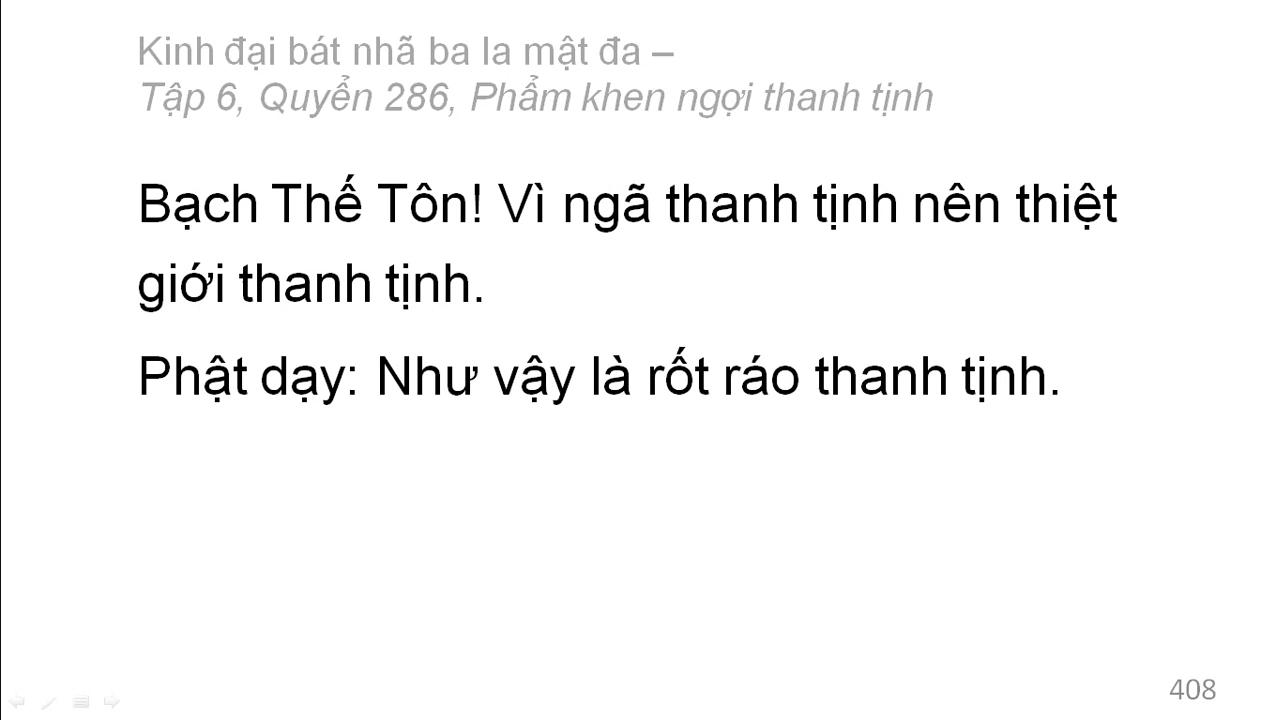 Kinh đại bát nhã ba la mật đa –
Tập 6, Quyển 286, Phẩm khen ngợi thanh tịnh
Bạch Thế Tôn! Vì ngã thanh tịnh nên thiệt
giới thanh tịnh.
Phật dạy: Như vậy là rốt ráo thanh tịnh.
408